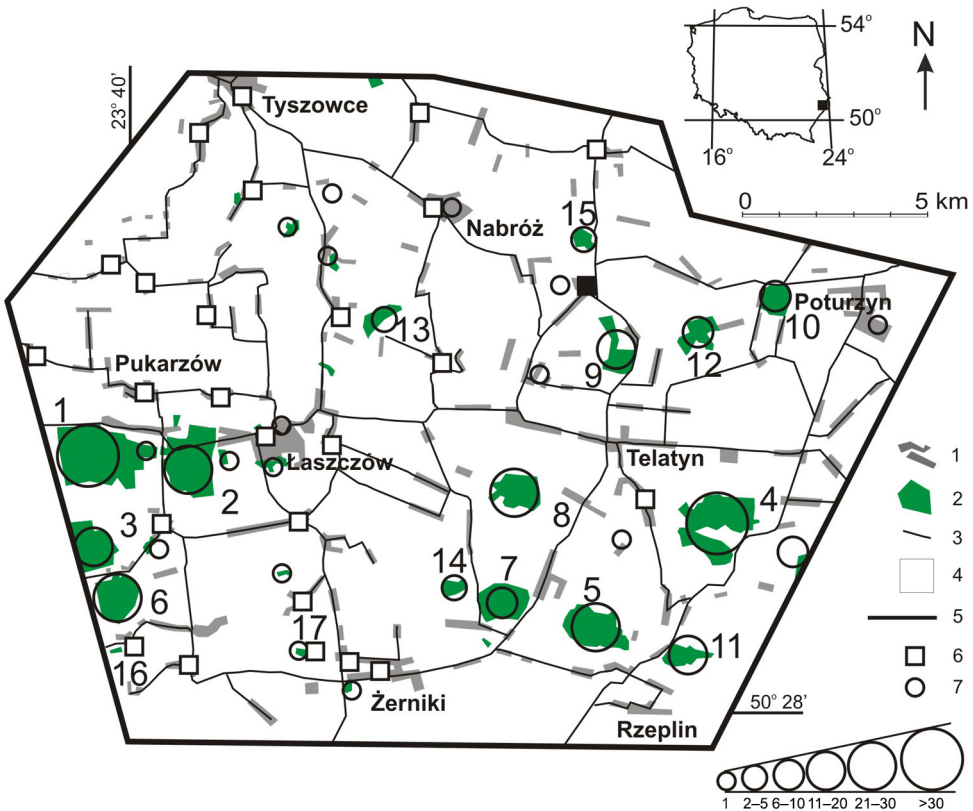 54°
N
23° 40'
Tyszowce
50°
16°
24°
0 5 km
15
Nabróż
Poturzyn
13
10
12
9
Pukarzów
1
Telatyn
1
Łaszczów
2
2
4
8
3
3
14
7
4
6
5
5
17
11
6
16
7
Żerniki
50° 28'
Rzeplin
1 2–5 6–10 11–20 21–30 >30